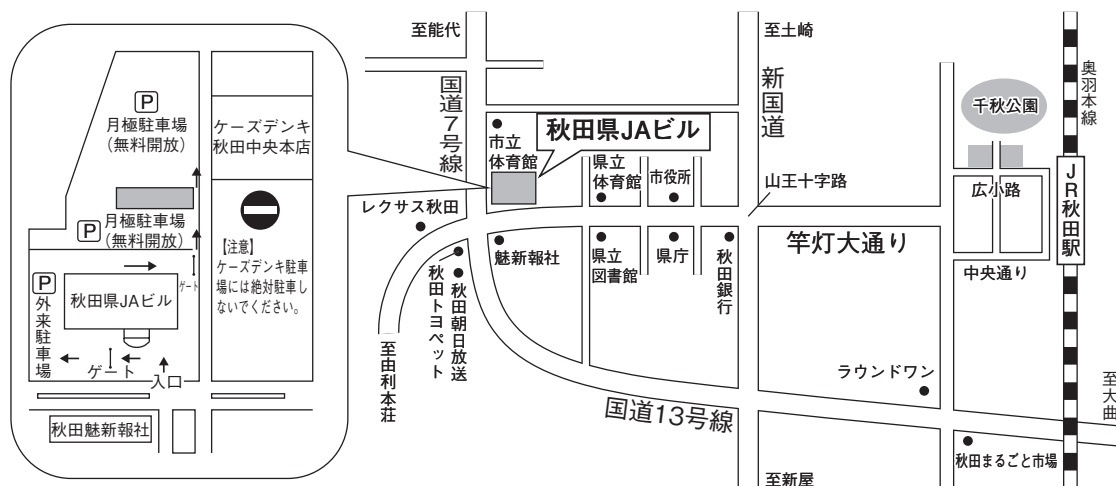 P
月極駐車場
(無料開放)
ケーズデンキ
秋田中央本店
月極駐車場
P
(無料開放)
【注意】
ケーズデンキ駐車
場には絶対駐車し
ないでください。
ゲート
P
外来駐車場
秋田県JAビル
ゲート
入口
秋田魁新報社
至能代
国道7号線
市立
体育館
秋田県JAビル
レクサス秋田
秋田トヨペット
秋田朝日放送
魁新報社
至由利本荘
県立
体育館
市役所
県立
図書館
県庁
秋田銀行
至土崎
新国道
山王十字路
竿灯大通り
千秋公園
広小路
中央通り
奥羽本線
JR秋田駅
ラウンドワン
国道13号線
至大曲
秋田まるごと市場
至新屋